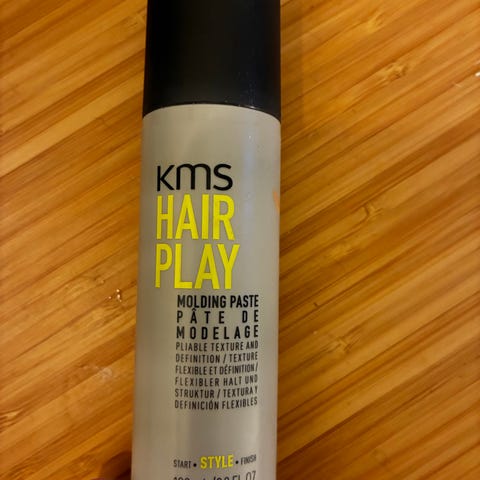 KMS
HAIR
PLAY
MOLDING PASTE
PÂTE DE
MODELAGE
PLIABLE TEXTURE AND
DEFINITION / TEXTURE
FLEXIBLE ET DÉFINITION /
FLEXIBLER HALT UND
STRUKTUR / TEXTURA Y
DEFINICIÓN FLEXIBLES
START • STYLE • FINISH